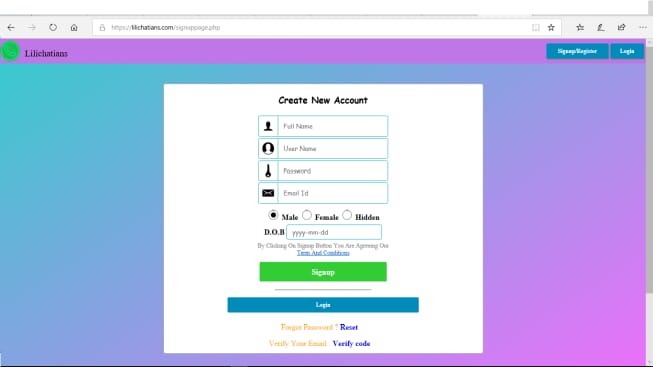 https://lilichatians.com/signuppage.php
Lilichatians
Signup/Register
Login
Create New Account
Full Name
User Name
Password
Email Id
Male Female Hidden
D.O.B yyyy-mm-dd
By Clicking On Signup Button You Are Agreeing Our
Term And Conditions
Signup
Login
Forgot Password ? Reset
Verify Your Email : Verify code